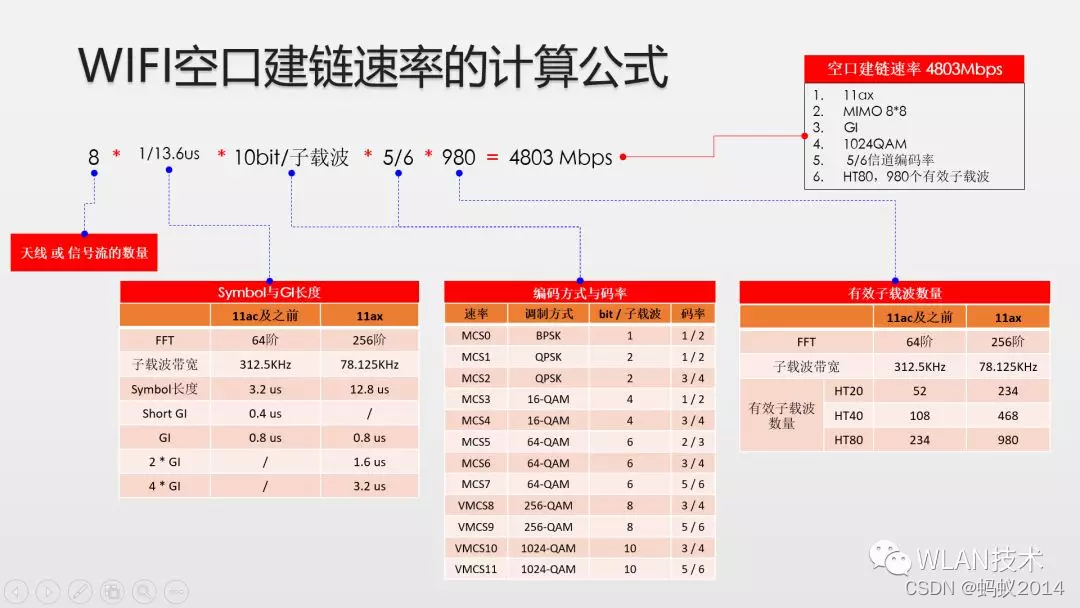 WIFI空口建链速率的计算公式
空口建链速率 4803Mbps
1. 11ax
2. MIMO 8*8
3. GI
4. 1024QAM
5. 5/6信道编码率
6. HT80，980个有效子载波
8 * 1/13.6us * 10bit/子载波 * 5/6 * 980 = 4803 Mbps
天线 或 信号流的数量
Symbol与GI长度
11ac及之前 11ax
FFT 64阶 256阶
子载波带宽 312.5KHz 78.125KHz
Symbol长度 3.2 us 12.8 us
Short GI 0.4 us /
GI 0.8 us 0.8 us
2 * GI / 1.6 us
4 * GI / 3.2 us
编码方式与码率
速率 调制方式 bit / 子载波 码率
MCS0 BPSK 1 1 / 2
MCS1 QPSK 2 1 / 2
MCS2 QPSK 2 3 / 4
MCS3 16-QAM 4 1 / 2
MCS4 16-QAM 4 3 / 4
MCS5 64-QAM 6 2 / 3
MCS6 64-QAM 6 3 / 4
MCS7 64-QAM 6 5 / 6
VMCS8 256-QAM 8 3 / 4
VMCS9 256-QAM 8 5 / 6
VMCS10 1024-QAM 10 3 / 4
VMCS11 1024-QAM 10 5 / 6
有效子载波数量
11ac及之前 11ax
FFT 64阶 256阶
子载波带宽 312.5KHz 78.125KHz
有效子载波
数量
HT20 52 234
HT40 108 468
HT80 234 980
WLAN技术
CSDN @蚂蚁2014